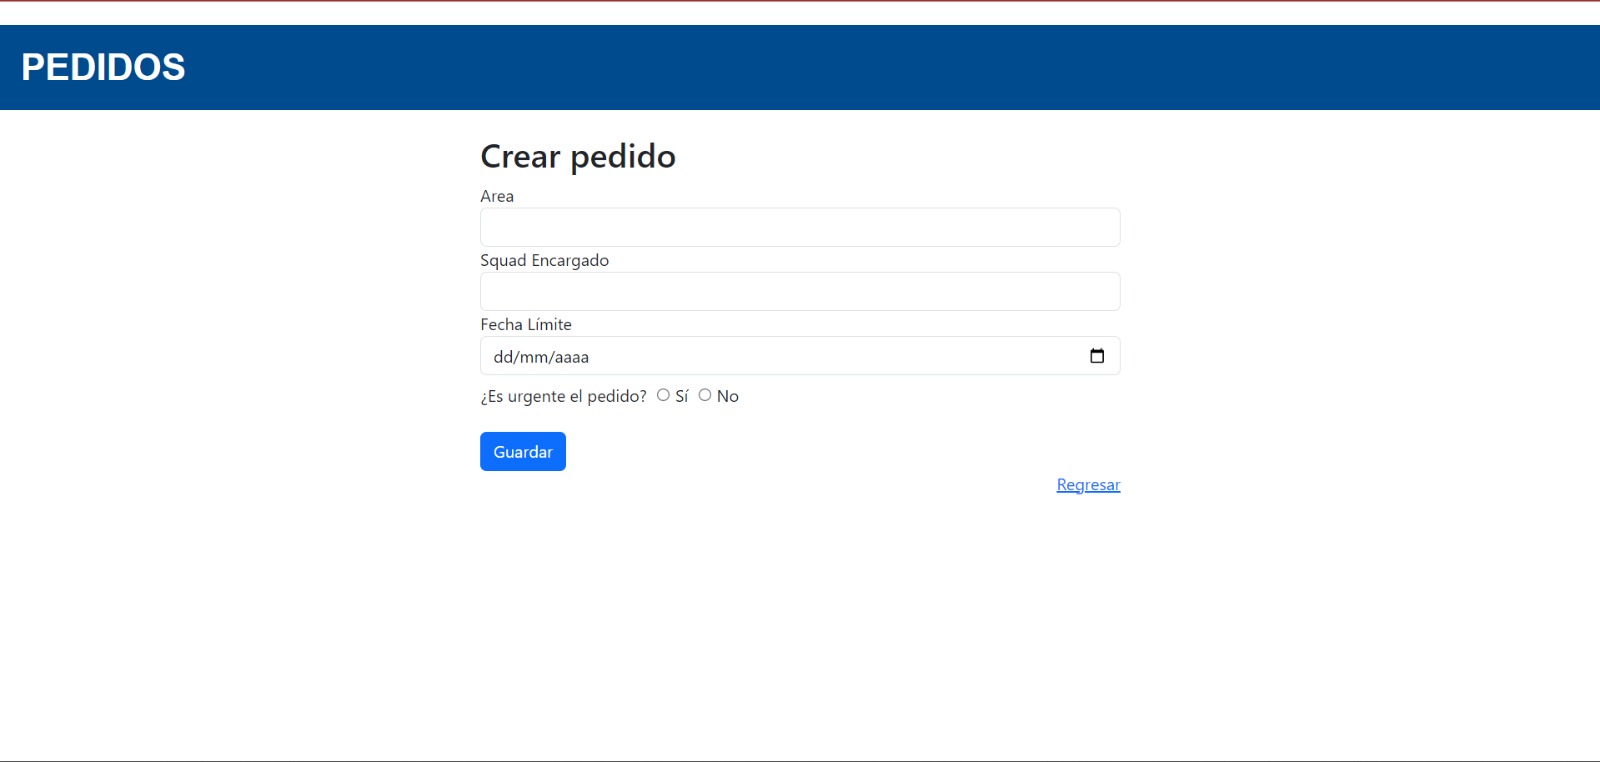 PEDIDOS
Crear pedido
Area
Squad Encargado
Fecha Límite
dd/mm/aaaa
¿Es urgente el pedido? Sí No
Guardar
Regresar